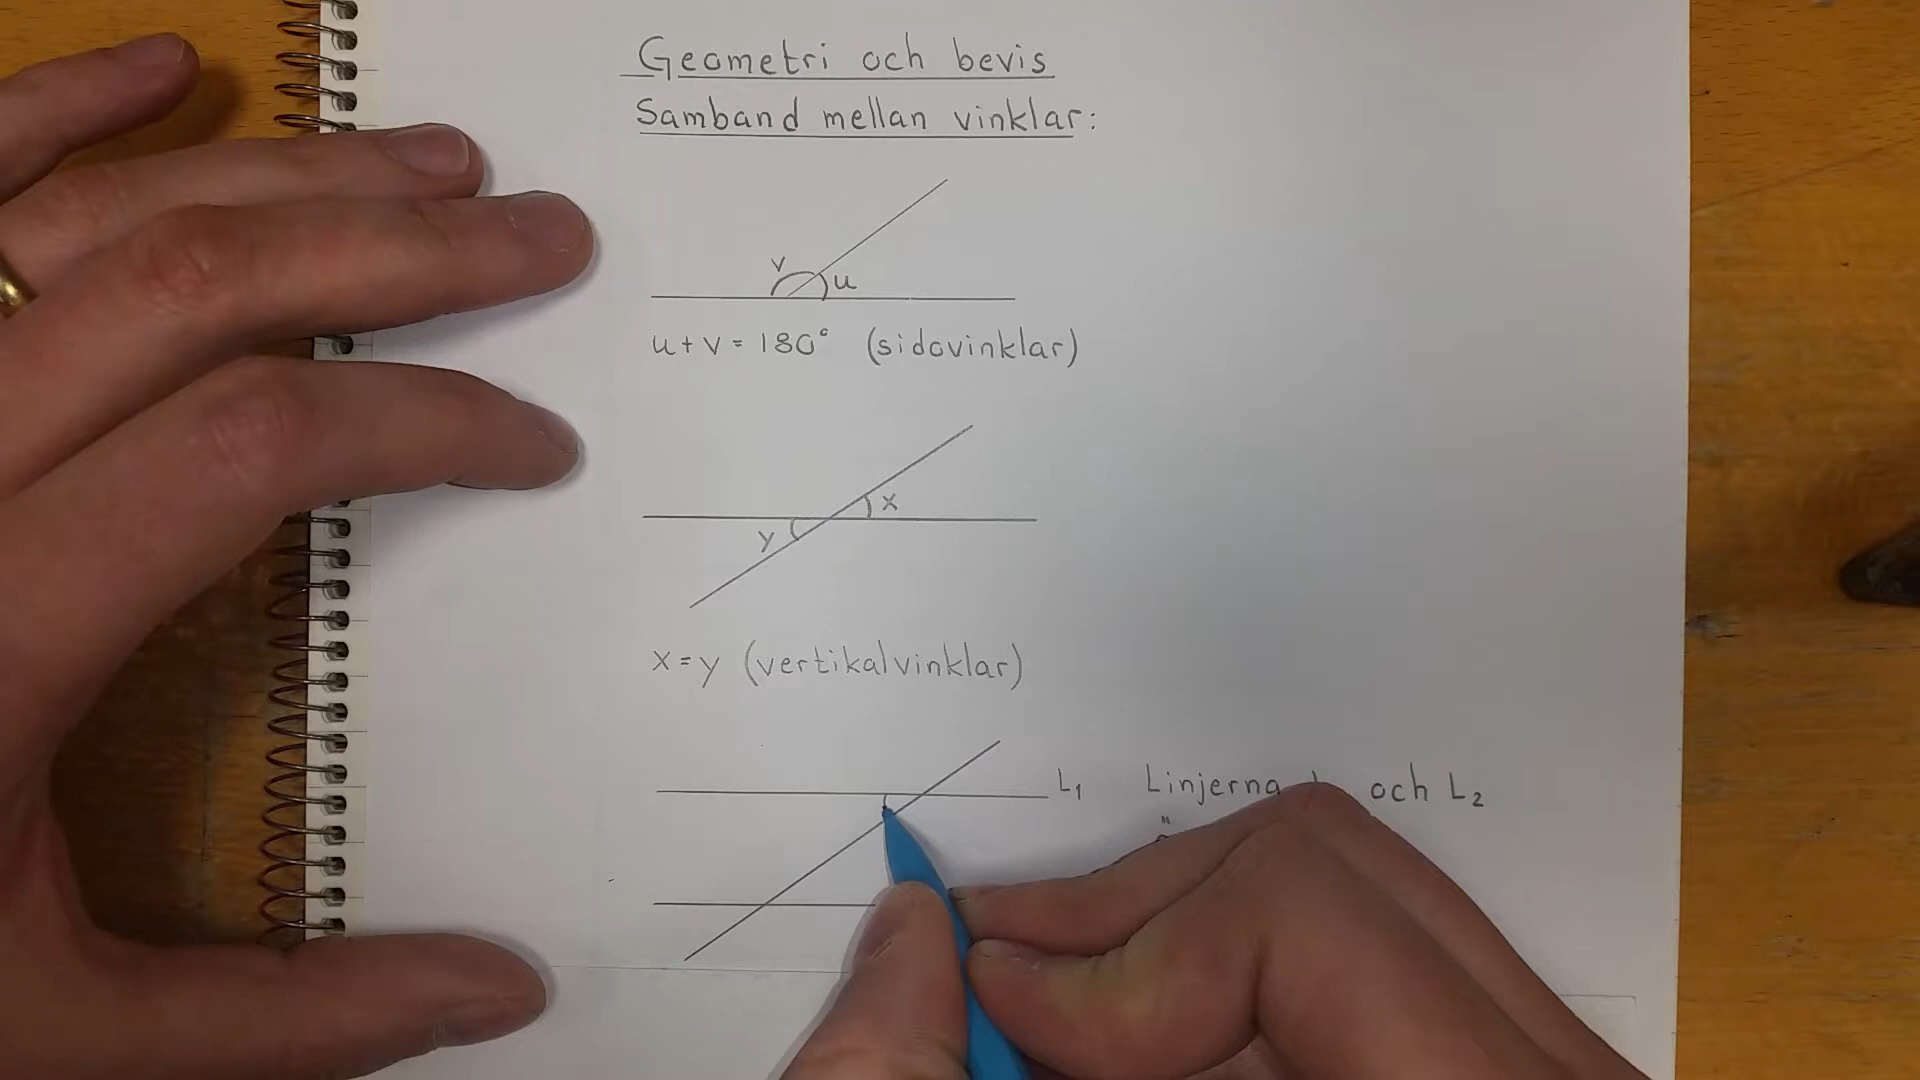 Geometri och bevis
Samband mellan vinklar:
v
u
u+v=180° (sidovinklar)
x
y
x=y (vertikalvinklar)
L₁ Linjerna och L₂